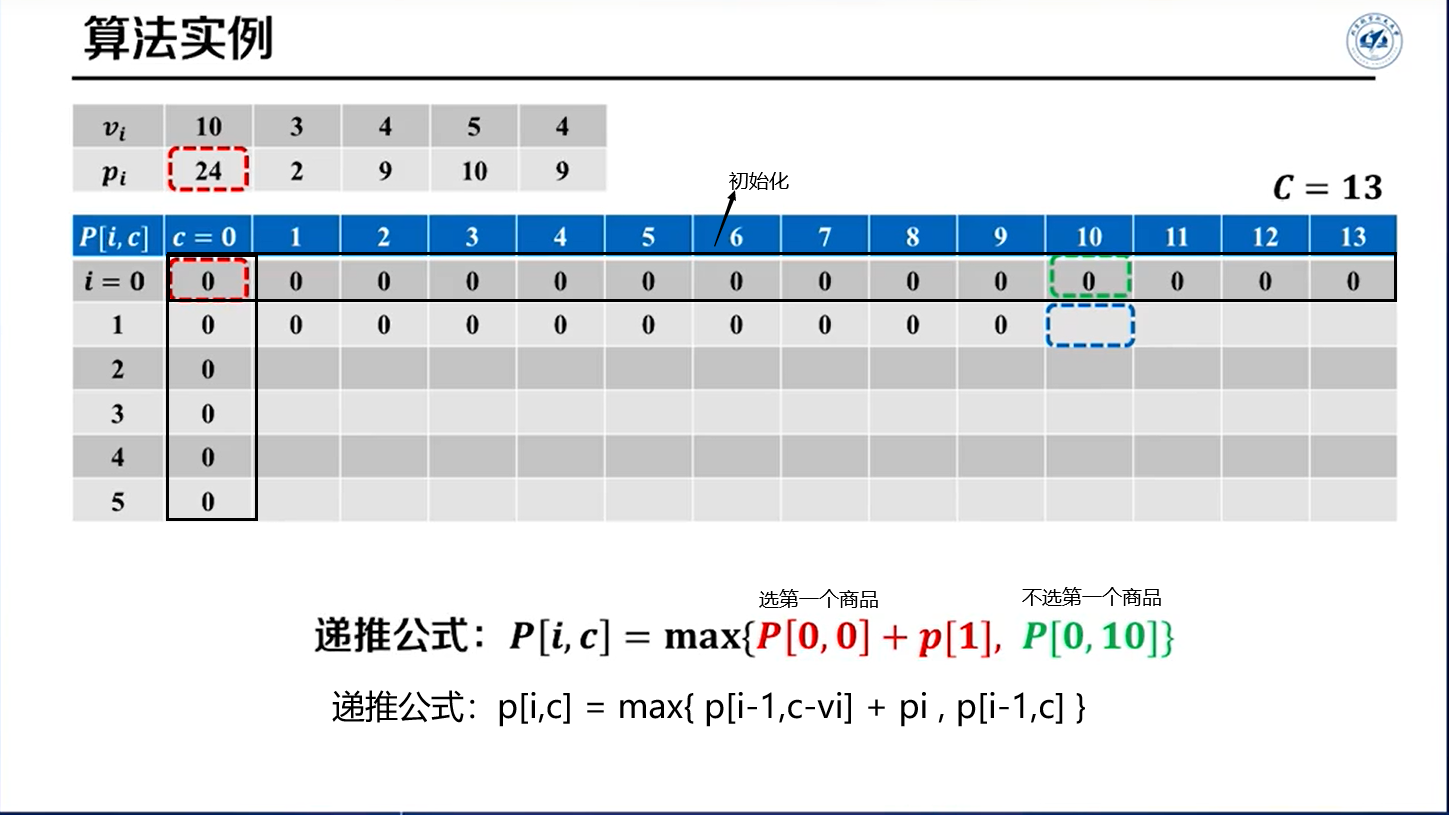 算法实例
vi 10 3 4 5 4
pi 24 2 9 10 9
初始化
C = 13
P[i,c] c = 0 1 2 3 4 5 6 7 8 9 10 11 12 13
i = 0 0 0 0 0 0 0 0 0 0 0 0 0 0 0
1 0 0 0 0 0 0 0 0 0 0
2 0
3 0
4 0
5 0
选第一个商品 不选第一个商品
递推公式：P[i,c] = max{P[0,0] + p[1], P[0,10]}
递推公式：p[i,c] = max{ p[i-1,c-vi] + pi , p[i-1,c] }